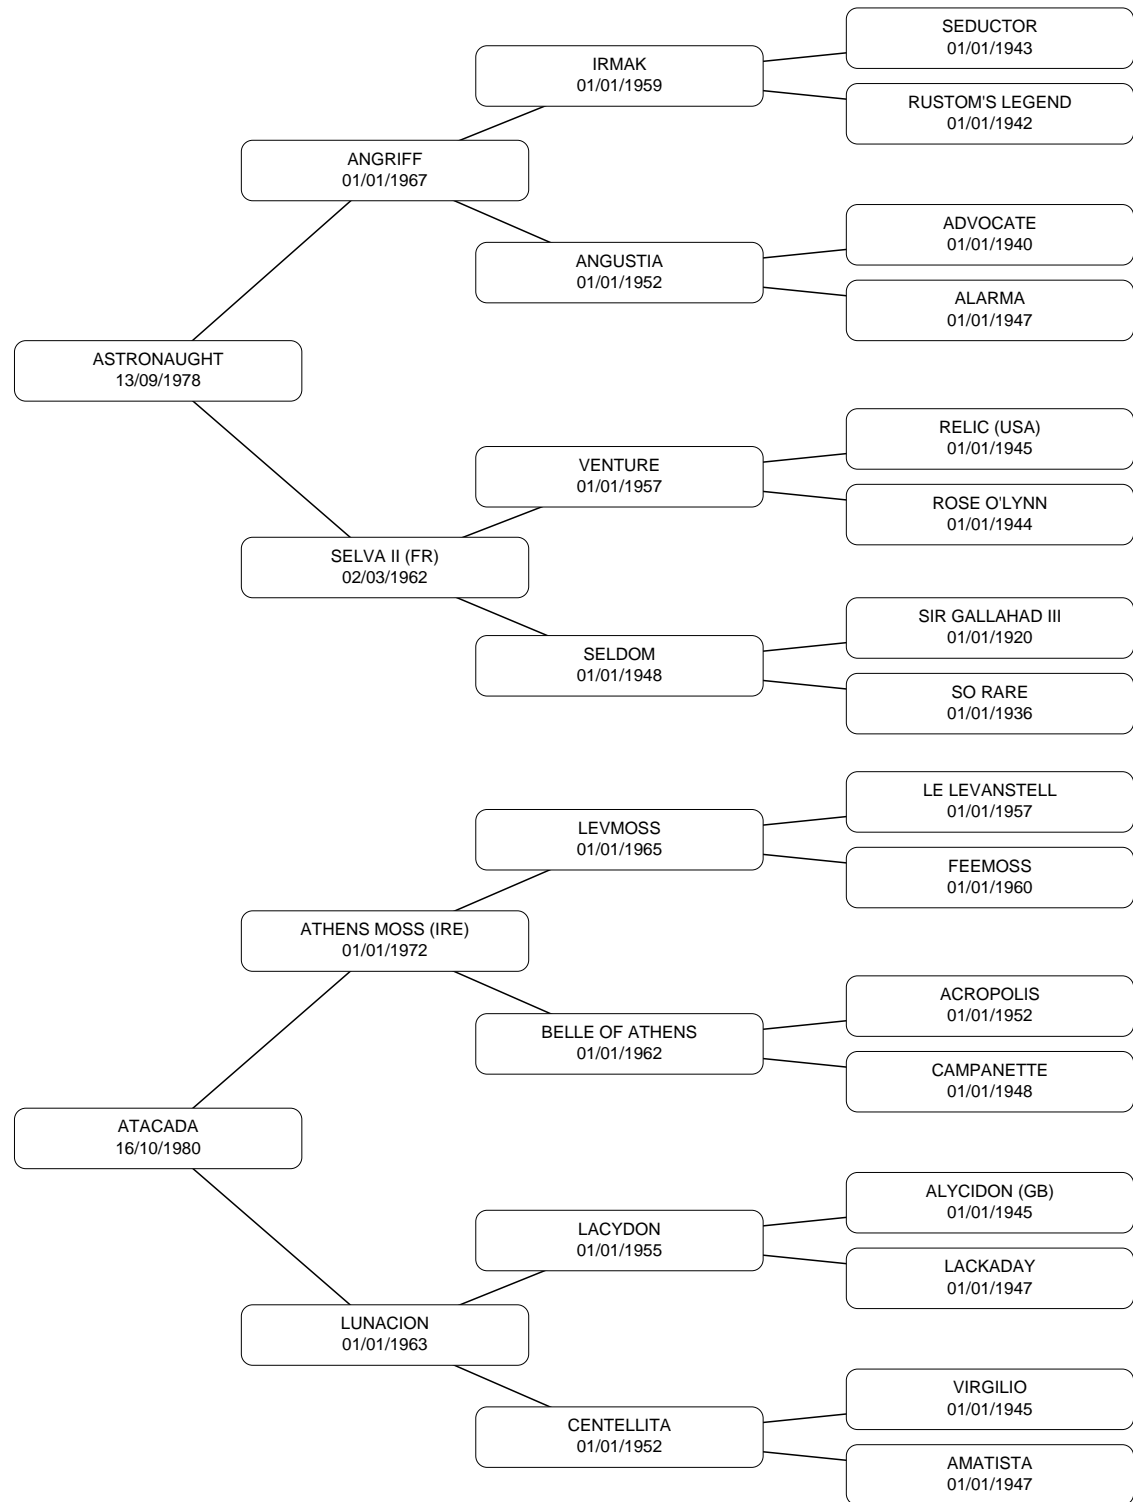 SEDUCTOR
01/01/1943
IRMAK
01/01/1959
RUSTOM'S LEGEND
01/01/1942
ANGRIFF
01/01/1967
ADVOCATE
01/01/1940
ANGUSTIA
01/01/1952
ALARMA
01/01/1947
ASTRONAUGHT
13/09/1978
RELIC (USA)
01/01/1945
VENTURE
01/01/1957
ROSE O'LYNN
01/01/1944
SELVA II (FR)
02/03/1962
SIR GALLAHAD III
01/01/1920
SELDOM
01/01/1948
SO RARE
01/01/1936
LE LEVANSTELL
01/01/1957
LEVMOSS
01/01/1965
FEEMOSS
01/01/1960
ATHENS MOSS (IRE)
01/01/1972
ACROPOLIS
01/01/1952
BELLE OF ATHENS
01/01/1962
CAMPANETTE
01/01/1948
ATACADA
16/10/1980
ALYCIDON (GB)
01/01/1945
LACYDON
01/01/1955
LACKADAY
01/01/1947
LUNACION
01/01/1963
VIRGILIO
01/01/1945
CENTELLITA
01/01/1952
AMATISTA
01/01/1947